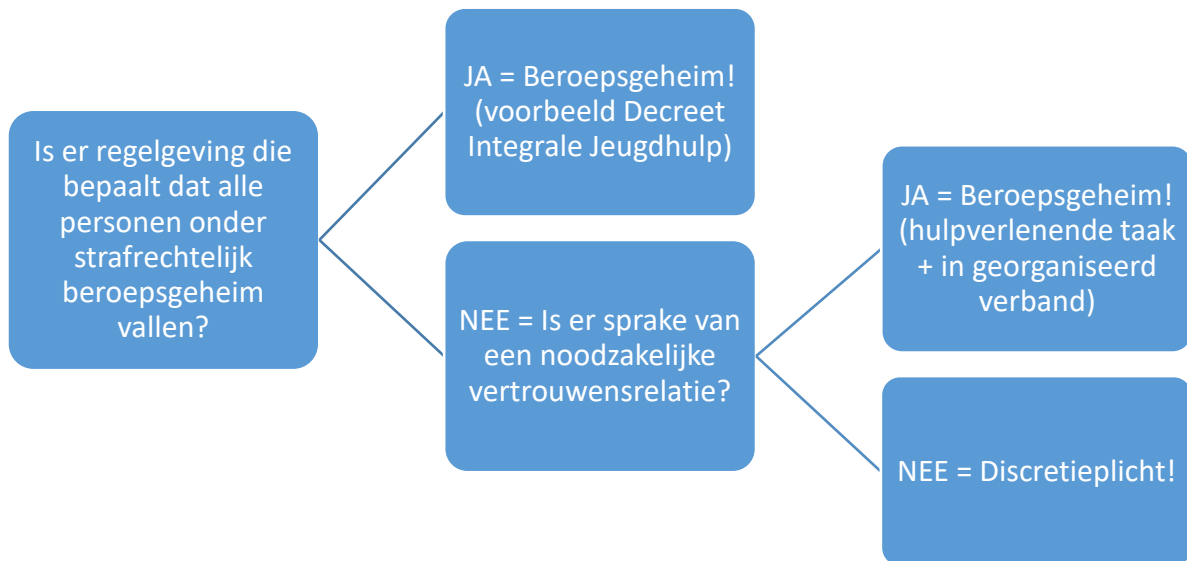 Is er regelgeving die
bepaalt dat alle
personen onder
strafrechtelijk
beroepsgeheim
vallen?
JA = Beroepsgeheim!
(voorbeeld Decreet
Integrale Jeugdhulp)
NEE = Is er sprake van
een noodzakelijke
vertrouwensrelatie?
JA = Beroepsgeheim!
(hulpverlenende taak
+ in georganiseerd
verband)
NEE = Discretieplicht!